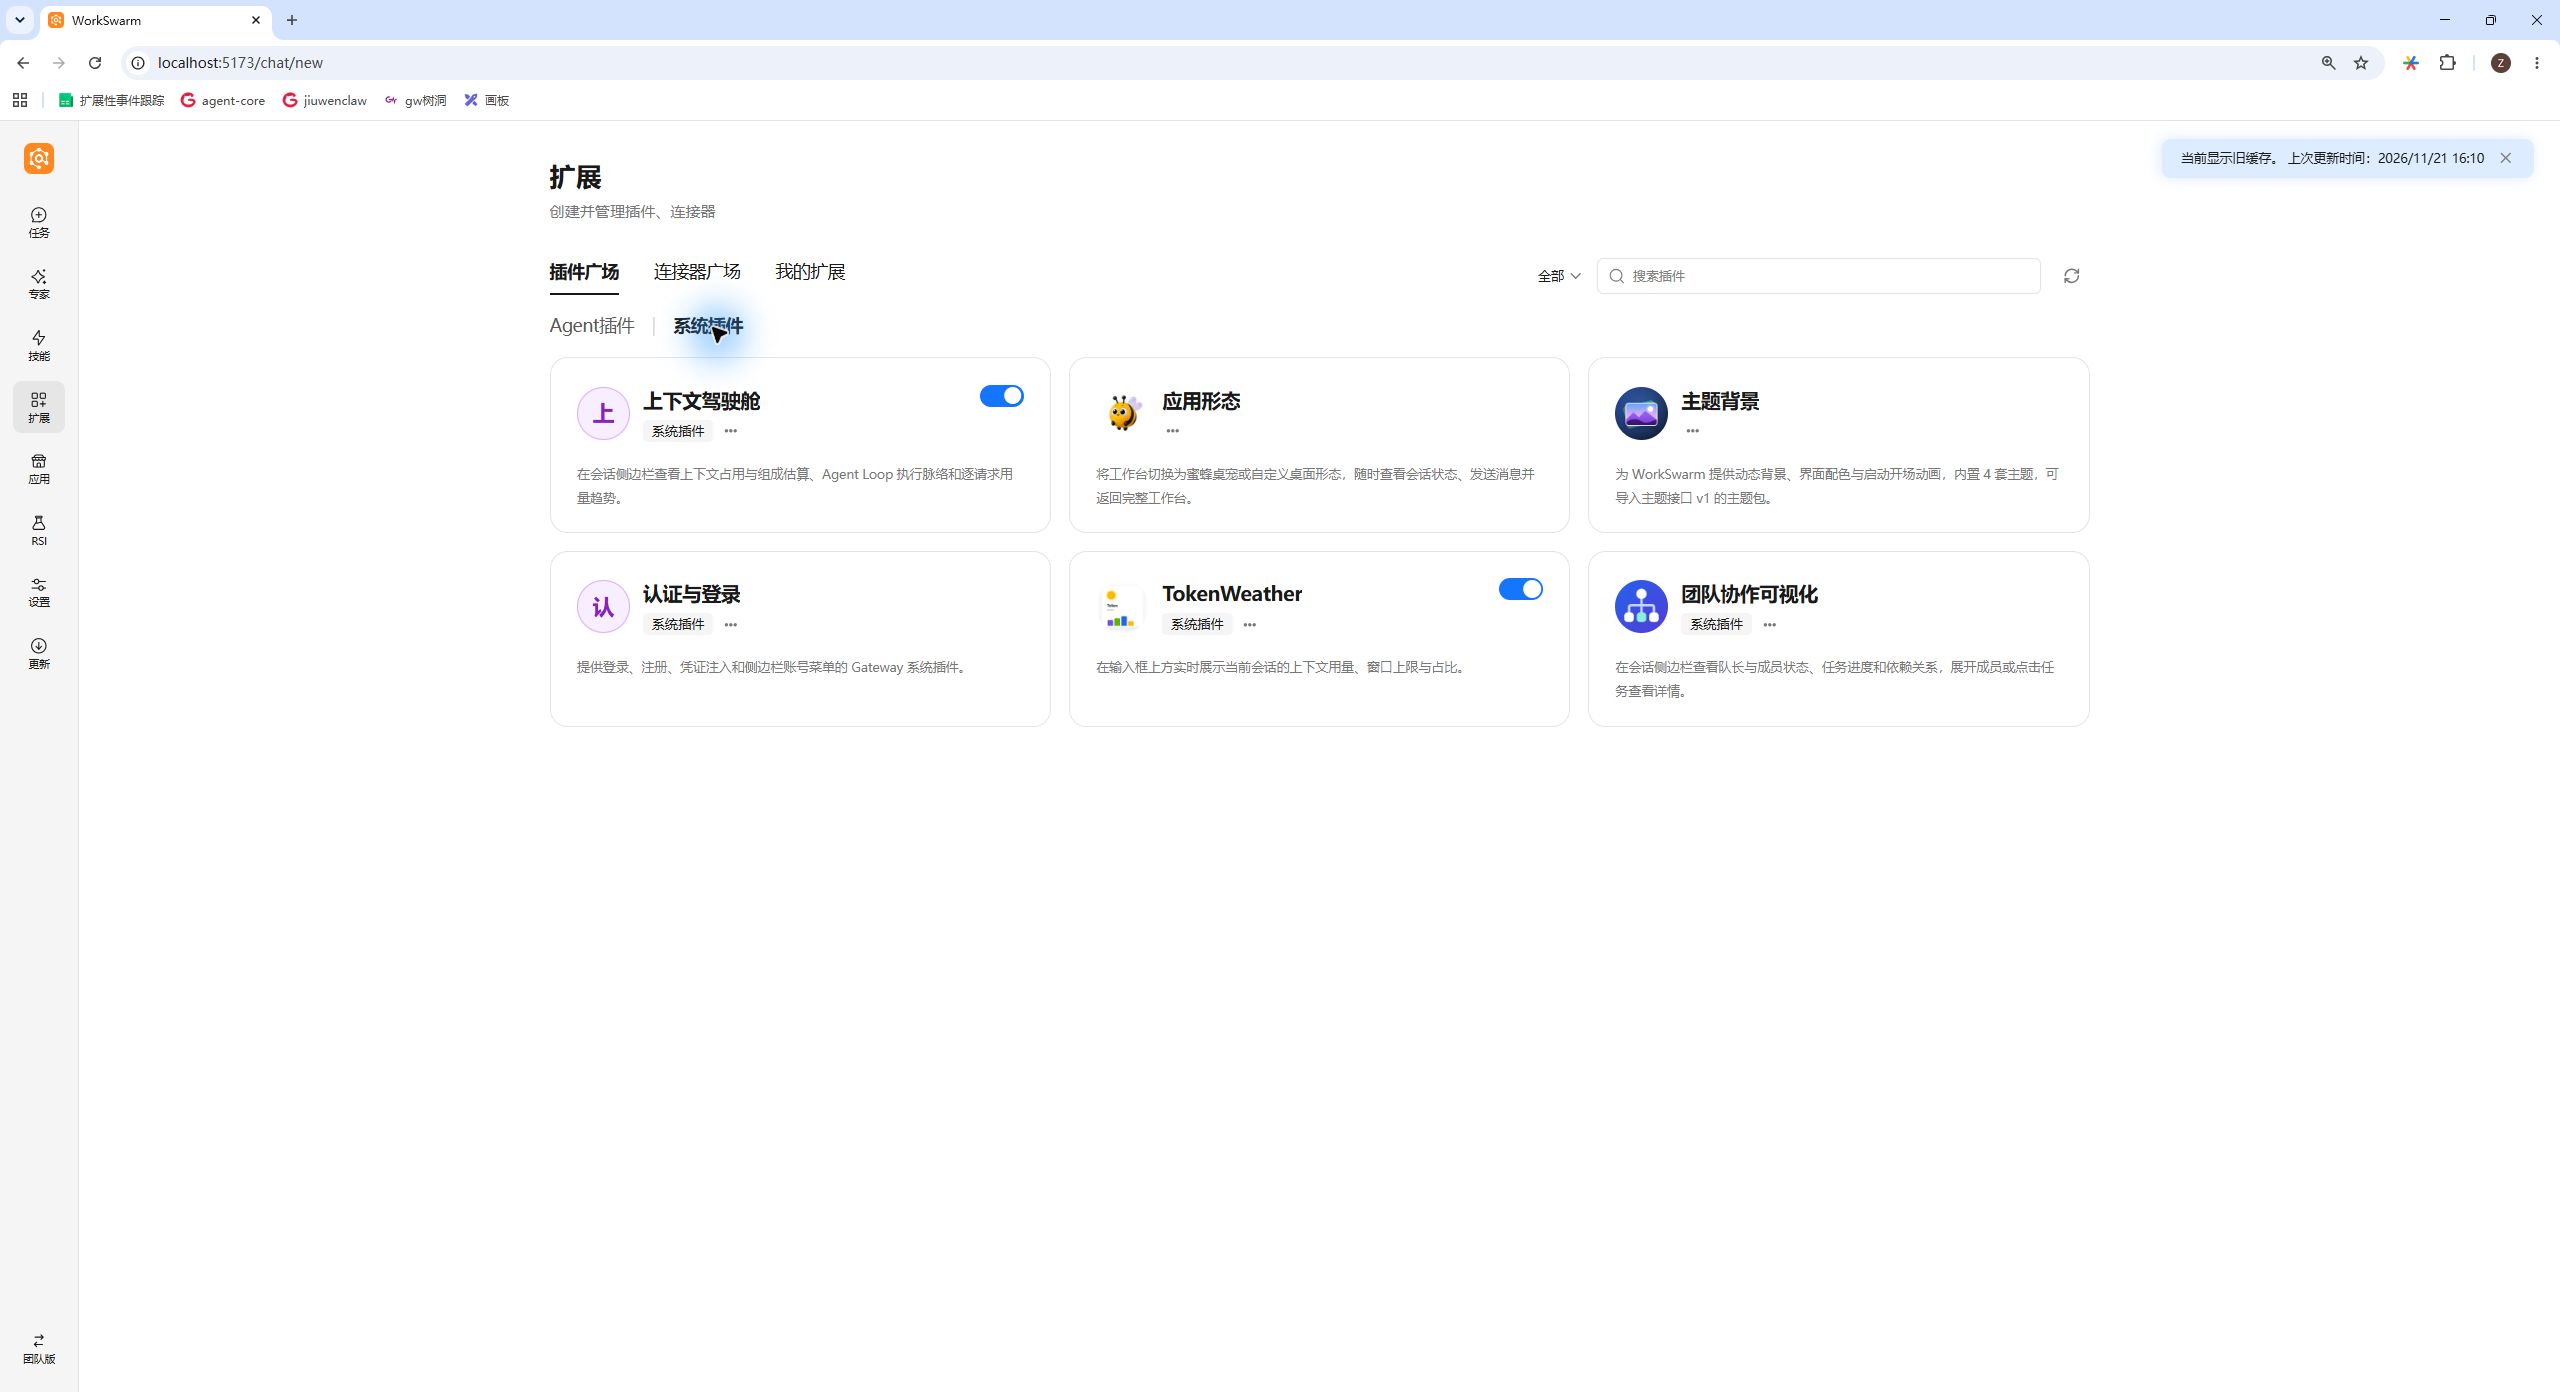 WorkSwarm
localhost:5173/chat/new
Z
扩展性事件跟踪
agent-core
jiuwenclaw
gw树洞
画板
任务
专家
技能
扩展
应用
RSI
设置
更新
团队版
当前显示旧缓存。 上次更新时间：2026/11/21 16:10
扩展
创建并管理插件、连接器
插件广场 连接器广场 我的扩展
全部
搜索插件
Agent插件 | 系统插件
上
上下文驾驶舱
系统插件
在会话侧边栏查看上下文占用与组成估算、Agent Loop 执行脉络和逐请求用
量趋势。
应用形态
将工作台切换为蜜蜂桌宠或自定义桌面形态，随时查看会话状态、发送消息并
返回完整工作台。
主题背景
为 WorkSwarm 提供动态背景、界面配色与启动开场动画，内置 4 套主题，可
导入主题接口 v1 的主题包。
认
认证与登录
系统插件
提供登录、注册、凭证注入和侧边栏账号菜单的 Gateway 系统插件。
TokenWeather
系统插件
在输入框上方实时展示当前会话的上下文用量、窗口上限与占比。
团队协作可视化
系统插件
在会话侧边栏查看队长与成员状态、任务进度和依赖关系，展开成员或点击任
务查看详情。